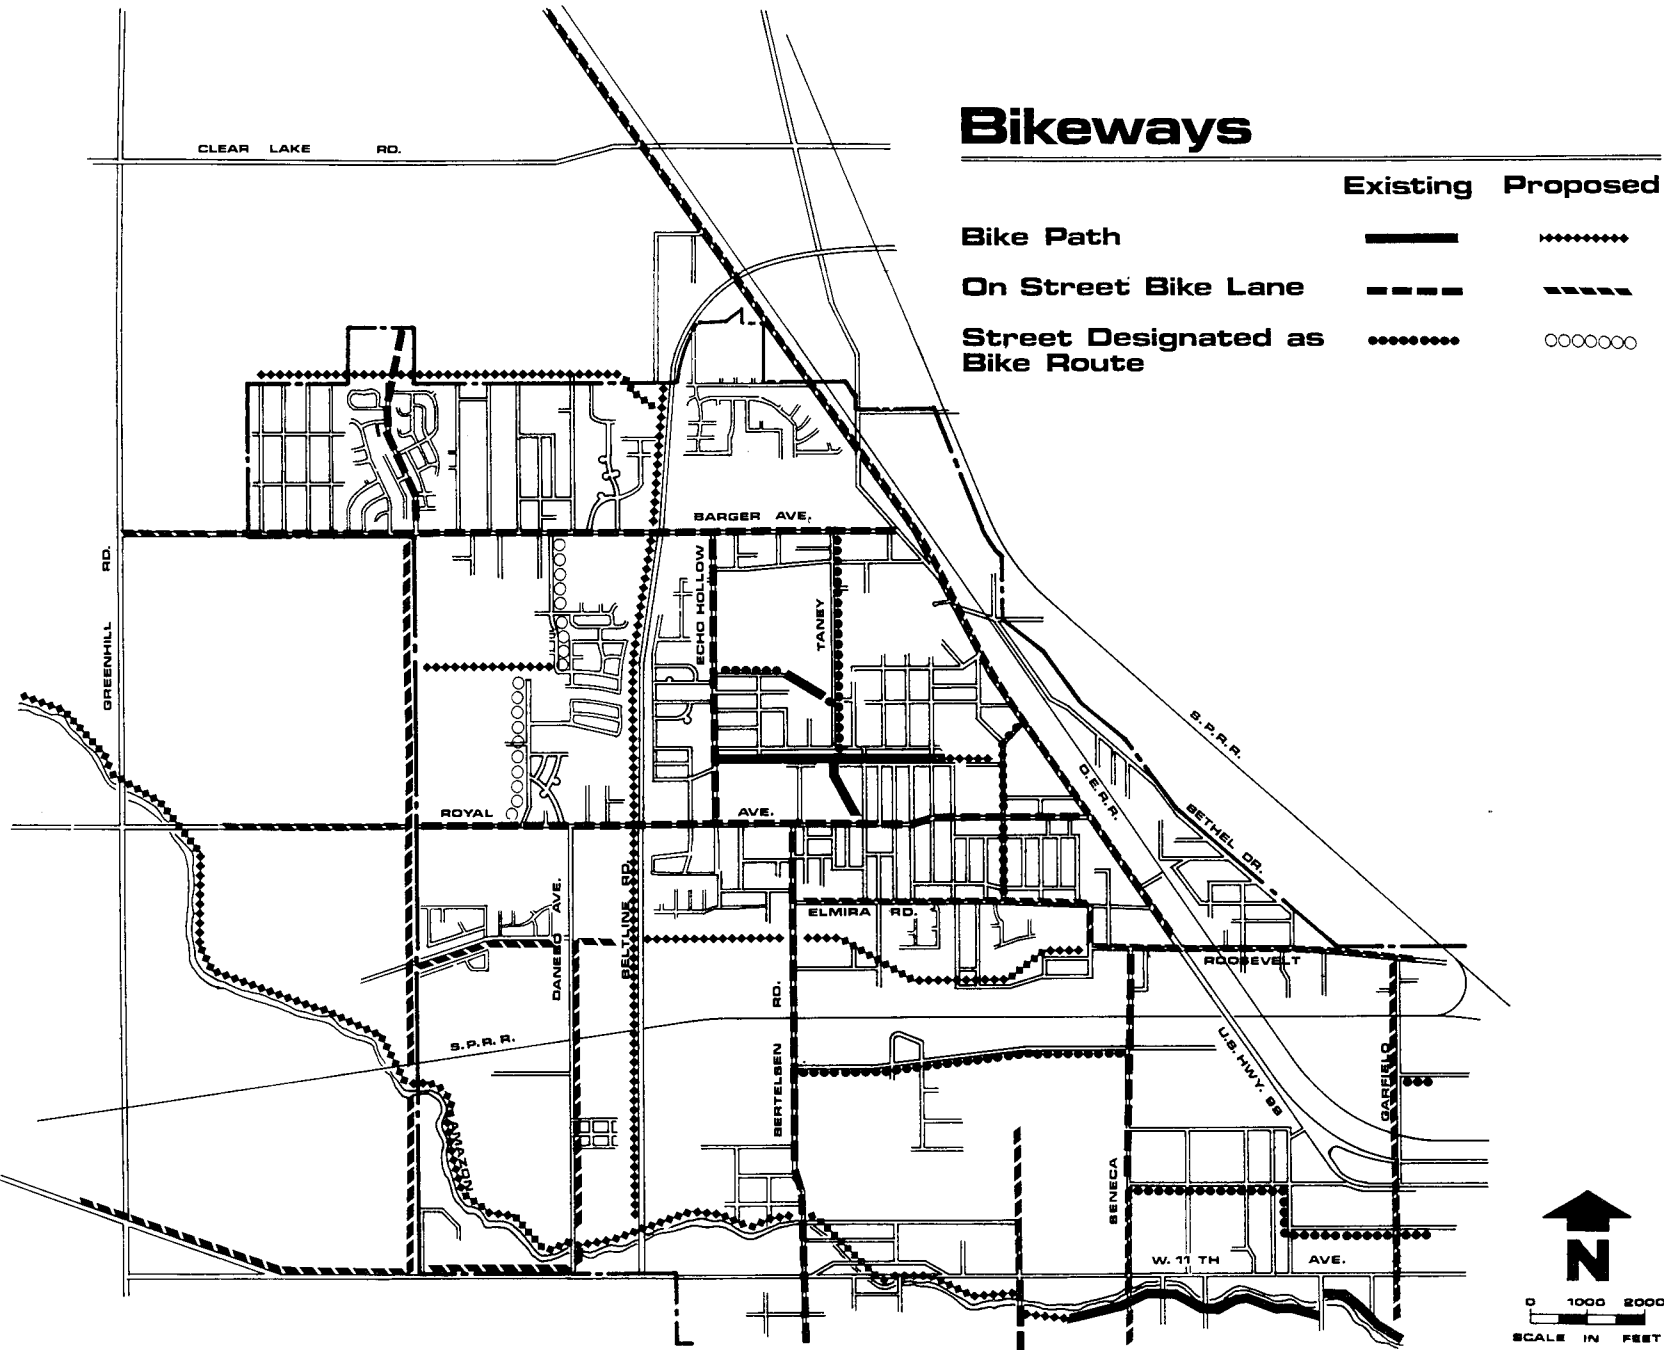 Bikeways
Existing Proposed
Bike Path
On Street Bike Lane
Street Designated as
Bike Route
CLEAR LAKE RD.
BARGER AVE.
GREENHILL RD.
ECHO HOLLOW
TANEY
S.P.R.R.
O.E.R.R.
BETHEL DR.
ROYAL AVE.
DANEBO AVE.
BELTLINE RD.
ELMIRA RD.
ROOSEVELT
S.P.R.R.
BERTELSEN RD.
U.S. HWY. 99
GARFIELD
AMAZON
SENECA
W. 11 TH AVE.
N
0 1000 2000
SCALE IN FEET